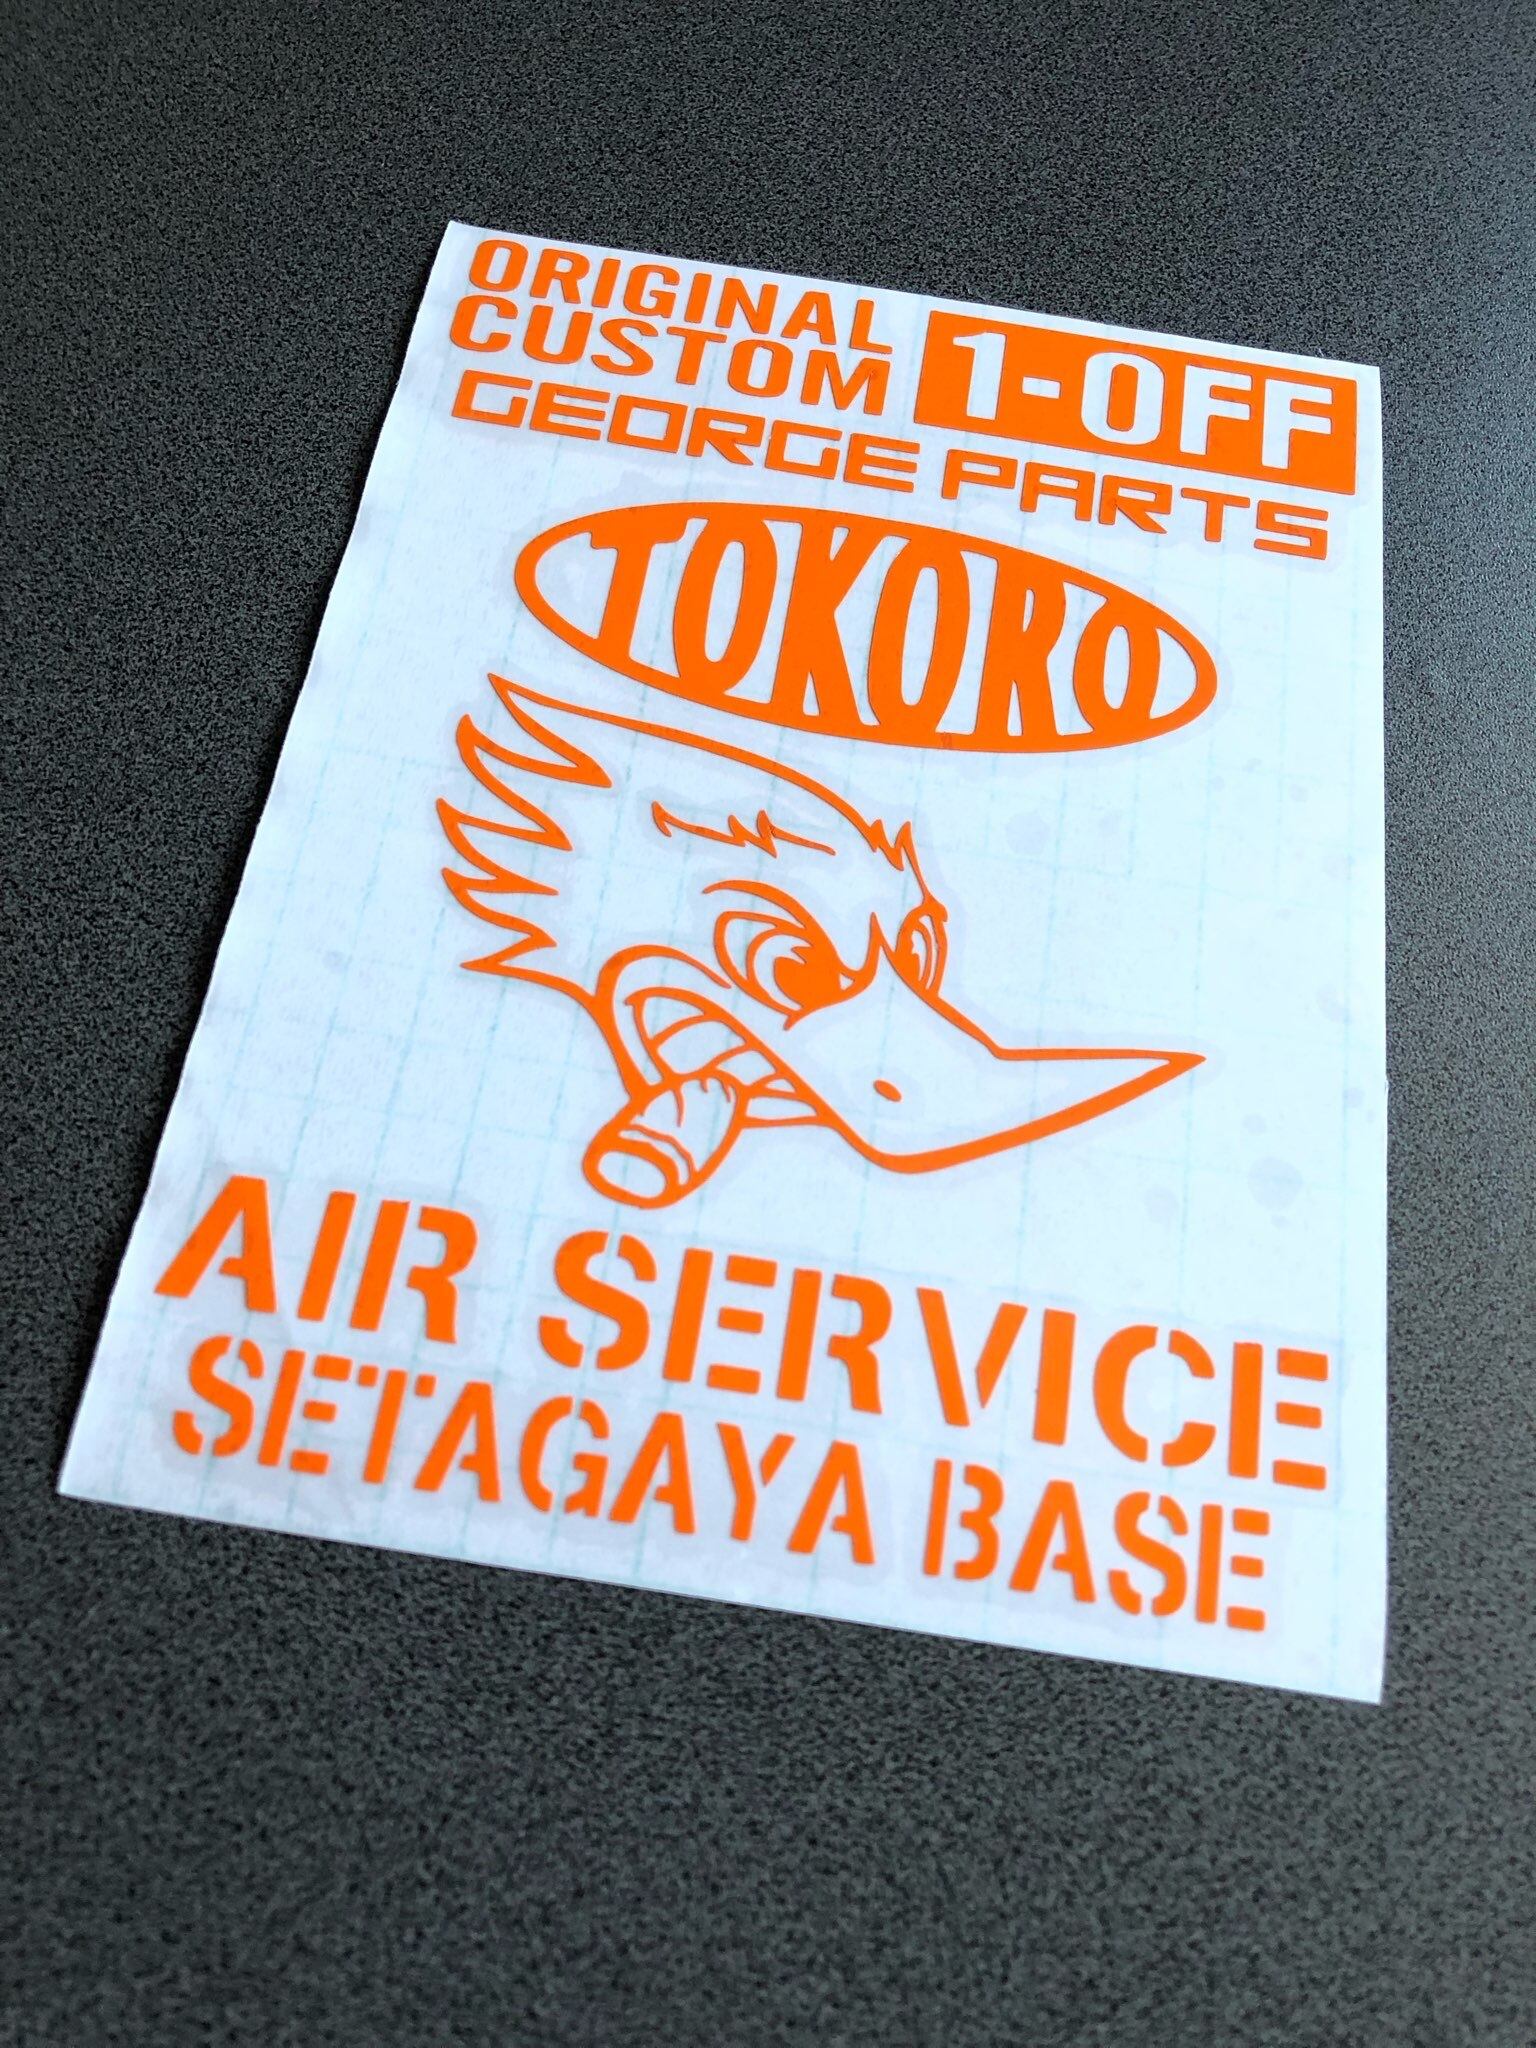 ORIGINAL
CUSTOM
1-OFF
GEORGE PARTS
TOKORO
AIR SERVICE
SETAGAYA BASE